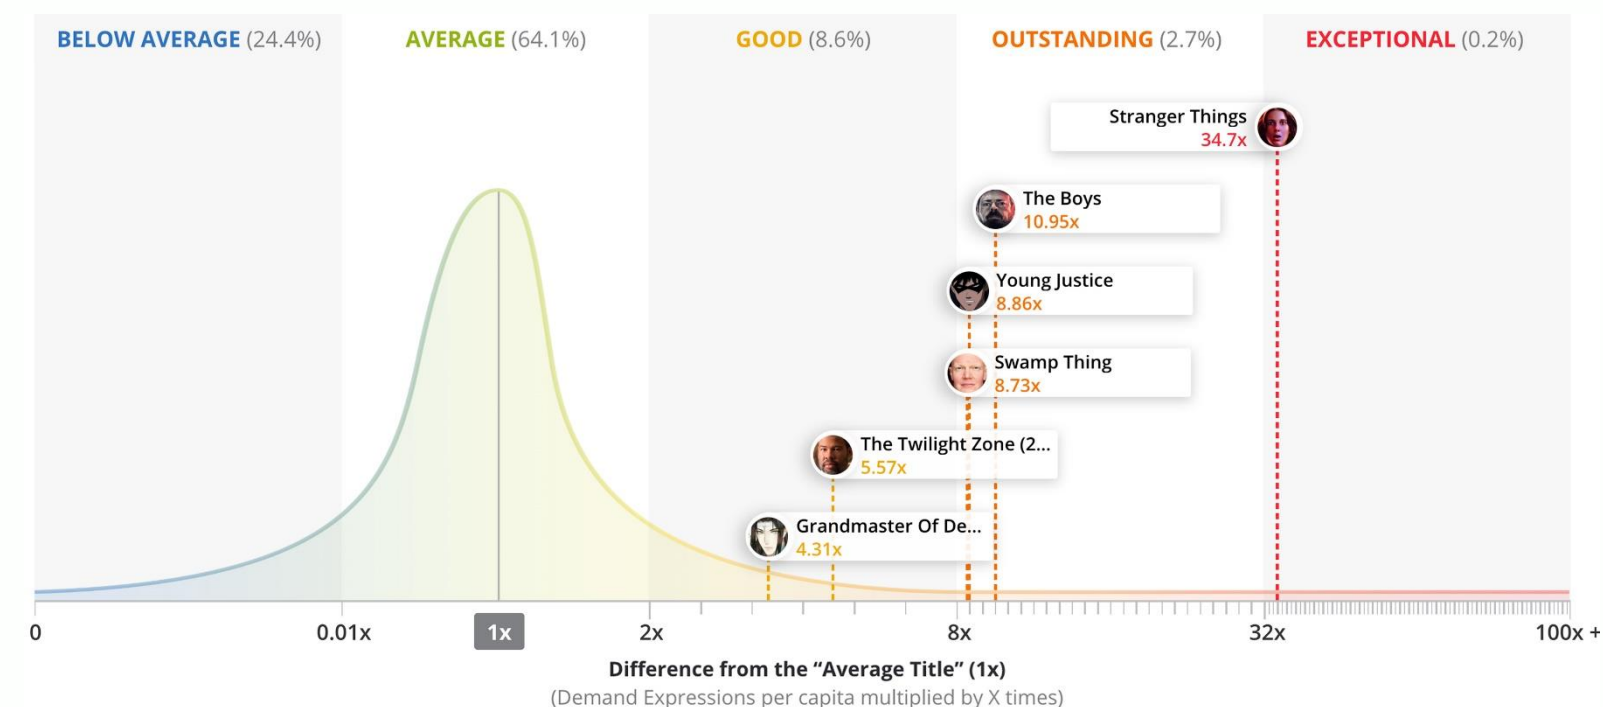 BELOW AVERAGE (24.4%)
AVERAGE (64.1%)
GOOD (8.6%)
OUTSTANDING (2.7%)
EXCEPTIONAL (0.2%)
Stranger Things
34.7x
The Boys
10.95x
Young Justice
8.86x
Swamp Thing
8.73x
The Twilight Zone (2...
5.57x
Grandmaster Of De...
4.31x
0
0.01x
1x
2x
8x
32x
100x +
Difference from the “Average Title” (1x)
(Demand Expressions per capita multiplied by X times)